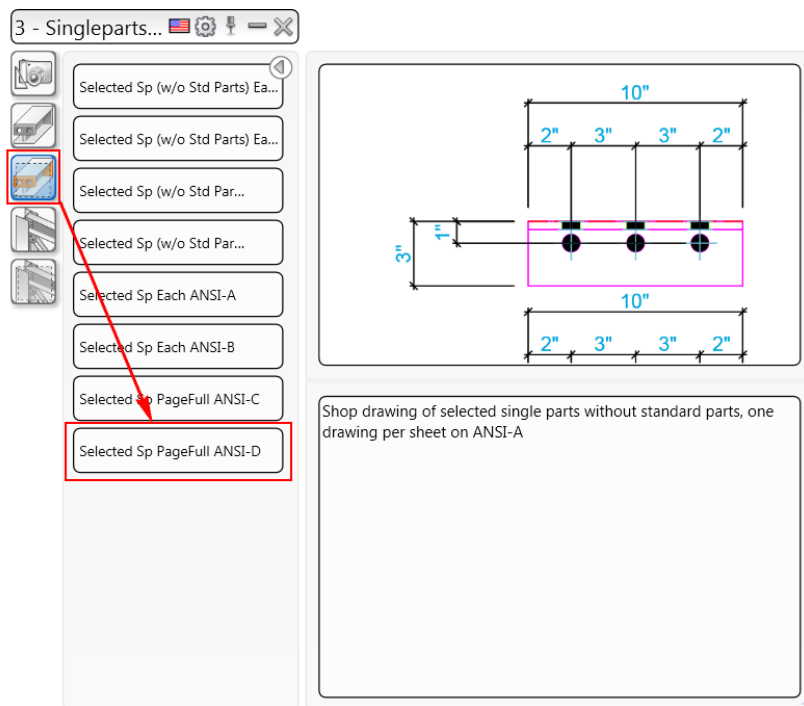 3 - Singleparts...
Selected Sp (w/o Std Parts) Ea...
Selected Sp (w/o Std Parts) Ea...
Selected Sp (w/o Std Par...
Selected Sp (w/o Std Par...
Selected Sp Each ANSI-A
Selected Sp Each ANSI-B
Selected Sp PageFull ANSI-C
Selected Sp PageFull ANSI-D
10"
2" 3" 3" 2"
1"
3"
10"
2" 3" 3" 2"
Shop drawing of selected single parts without standard parts, one
drawing per sheet on ANSI-A